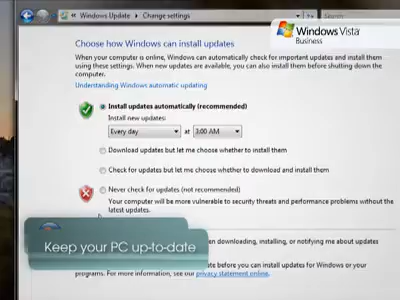 Windows Update ▸ Change settings
Search
Windows Vista
Business
Choose how Windows can install updates
When your computer is online, Windows can automatically check for important updates and install them
using these settings. When new updates are available, you can also install them before shutting down the
computer.
Understanding Windows automatic updating
Install updates automatically (recommended)
Install new updates:
Every day at 3:00 AM
Download updates but let me choose whether to install them
Check for updates but let me choose whether to download and install them
Never check for updates (not recommended)
Your computer will be more vulnerable to security threats and performance problems without the
latest updates.
Keep your PC up-to-date
en downloading, installing, or notifying me about updates
ate before you can install updates for Windows or your
programs. For more information, see our privacy statement online.